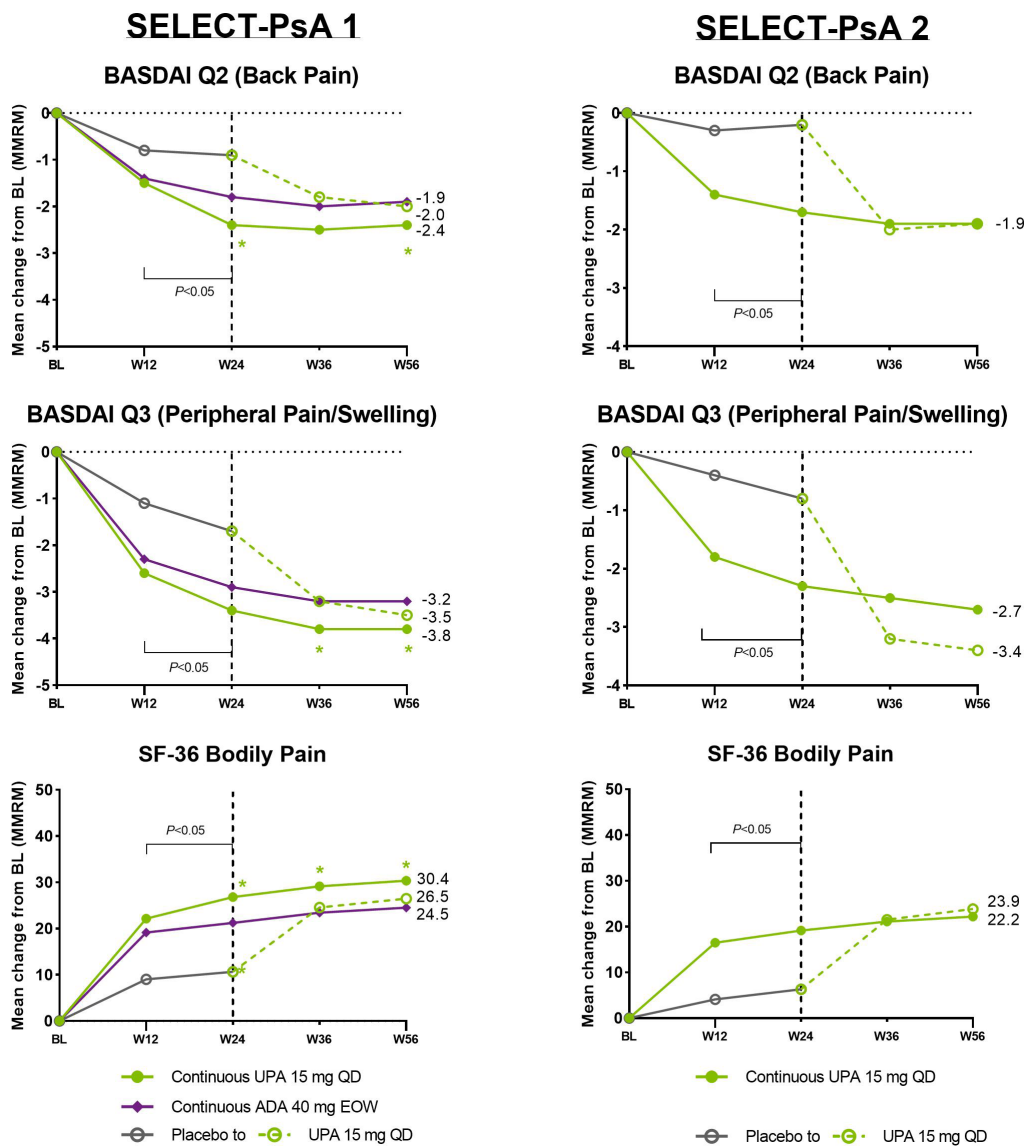 SELECT-PsA 1
BASDAI Q2 (Back Pain)
Mean change from BL (MMRM)
0
-1
-2
-3
-4
-5
-1.9
-2.0
-2.4
*
*
P<0.05
BL W12 W24 W36 W56
BASDAI Q3 (Peripheral Pain/Swelling)
Mean change from BL (MMRM)
0
-1
-2
-3
-4
-5
-3.2
-3.5
-3.8
* *
P<0.05
BL W12 W24 W36 W56
SF-36 Bodily Pain
Mean change from BL (MMRM)
50
40
30
20
10
0
P<0.05
* * *
30.4
26.5
24.5
*
BL W12 W24 W36 W56
Continuous UPA 15 mg QD
Continuous ADA 40 mg EOW
Placebo to UPA 15 mg QD
SELECT-PsA 2
BASDAI Q2 (Back Pain)
Mean change from BL (MMRM)
0
-1
-2
-3
-4
-1.9
P<0.05
BL W12 W24 W36 W56
BASDAI Q3 (Peripheral Pain/Swelling)
Mean change from BL (MMRM)
0
-1
-2
-3
-4
-2.7
-3.4
P<0.05
BL W12 W24 W36 W56
SF-36 Bodily Pain
Mean change from BL (MMRM)
50
40
30
20
10
0
P<0.05
23.9
22.2
BL W12 W24 W36 W56
Continuous UPA 15 mg QD
Placebo to UPA 15 mg QD